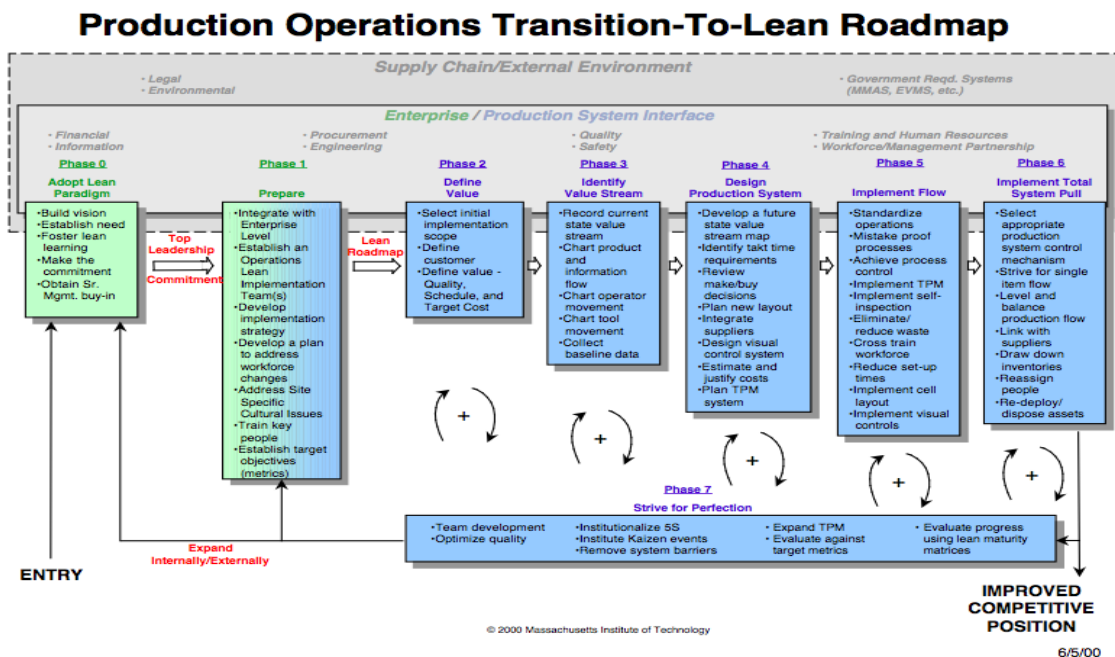 Production Operations Transition-To-Lean Roadmap
Supply Chain/External Environment
• Legal
• Environmental
• Government Reqd. Systems
(MMAS, EVMS, etc.)
Enterprise / Production System Interface
• Financial
• Information
• Procurement
• Engineering
• Quality
• Safety
• Training and Human Resources
• Workforce/Management Partnership
Phase 0
Adopt Lean
Paradigm
•Build vision
•Establish need
•Foster lean
learning
•Make the
commitment
•Obtain Sr.
Mgmt. buy-in
Top
Leadership
Commitment
Phase 1
Prepare
•Integrate with
Enterprise
Level
•Establish an
Operations
Lean
Implementation
Team(s)
•Develop
implementation
strategy
•Develop a plan
to address
workforce
changes
•Address Site
Specific
Cultural Issues
•Train key
people
•Establish target
objectives
(metrics)
Lean
Roadmap
Phase 2
Define
Value
•Select initial
implementation
scope
•Define
customer
•Define value -
Quality,
Schedule, and
Target Cost
Phase 3
Identify
Value Stream
•Record current
state value
stream
•Chart product
and
information
flow
•Chart operator
movement
•Chart tool
movement
•Collect
baseline data
Phase 4
Design
Production System
•Develop a future
state value
stream map
•Identify takt time
requirements
•Review
make/buy
decisions
•Plan new layout
•Integrate
suppliers
•Design visual
control system
•Estimate and
justify costs
•Plan TPM
system
Phase 5
Implement Flow
•Standardize
operations
•Mistake proof
processes
•Achieve process
control
•Implement TPM
•Implement self-
inspection
•Eliminate/
reduce waste
•Cross train
workforce
•Reduce set-up
times
•Implement cell
layout
•Implement visual
controls
Phase 6
Implement Total
System Pull
•Select
appropriate
production
system control
mechanism
•Strive for single
item flow
•Level and
balance
production flow
•Link with
suppliers
•Draw down
inventories
•Reassign
people
•Re-deploy/
dispose assets
+
+
+
+
+
Phase 7
Strive for Perfection
•Team development
•Optimize quality
•Institutionalize 5S
•Institute Kaizen events
•Remove system barriers
•Expand TPM
•Evaluate against
target metrics
•Evaluate progress
using lean maturity
matrices
Expand
Internally/Externally
ENTRY
IMPROVED
COMPETITIVE
POSITION
© 2000 Massachusetts Institute of Technology
6/5/00